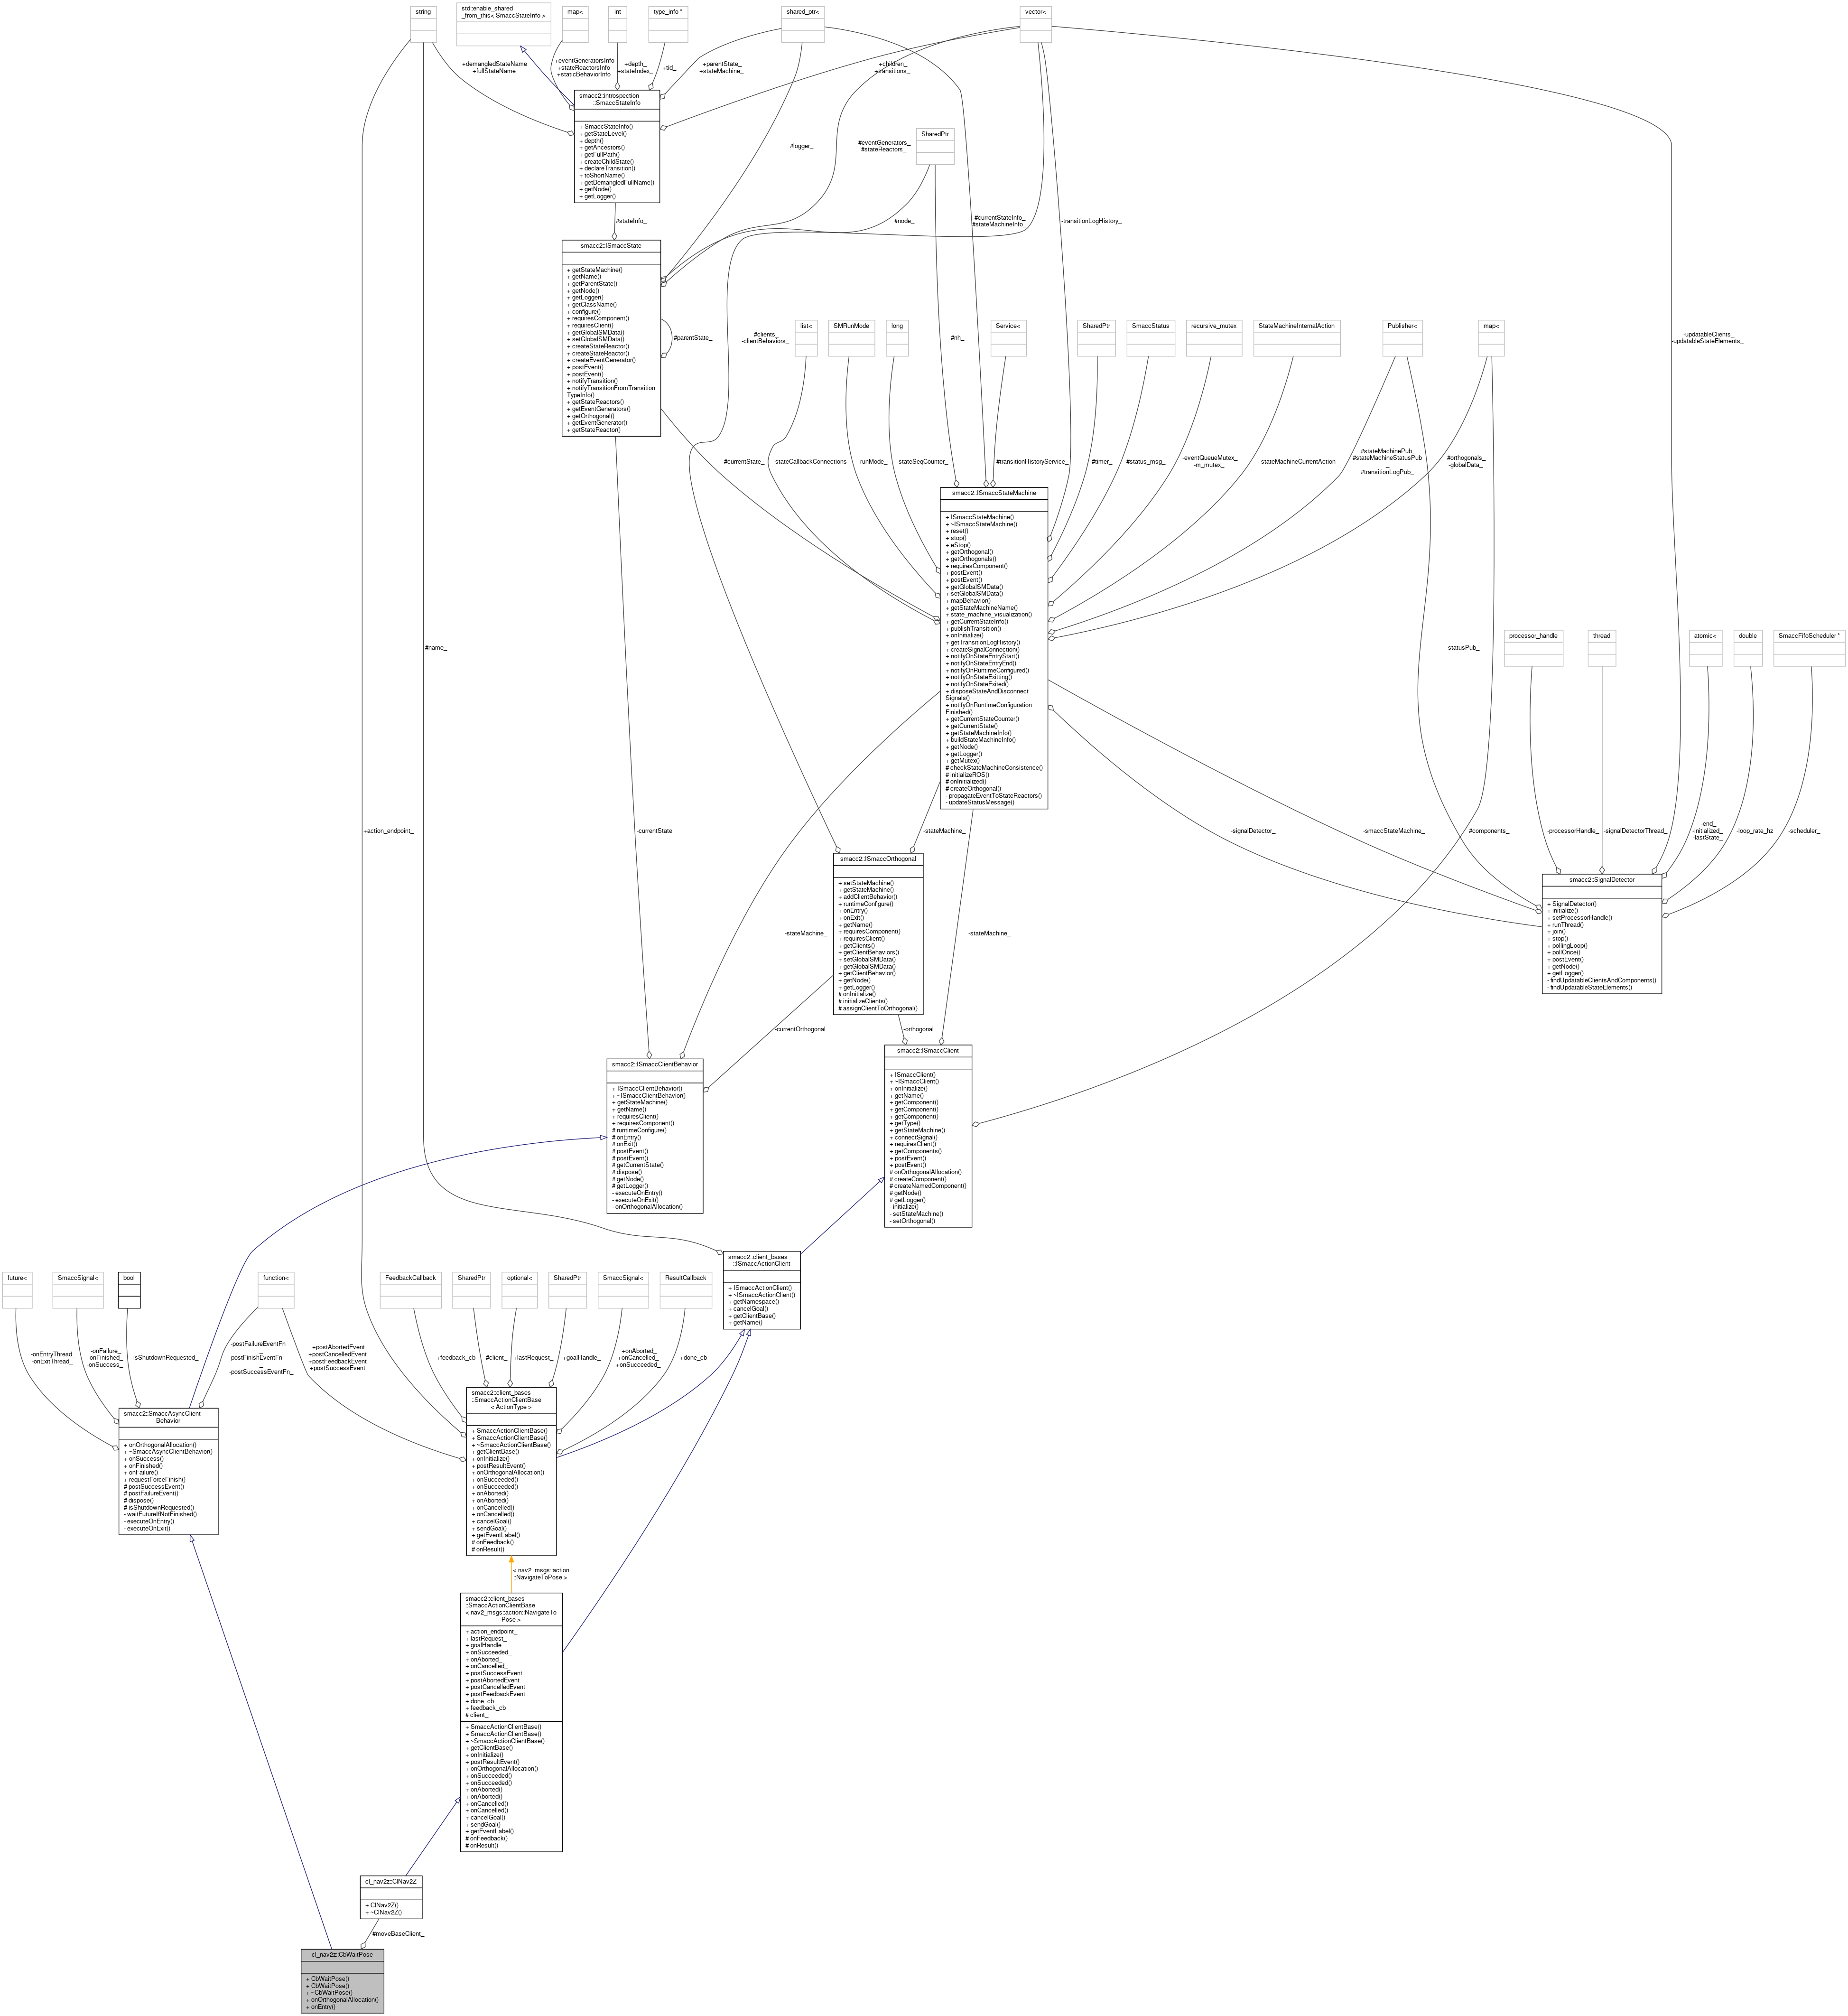 string
std::enable_shared
_from_this< SmaccStateInfo >
map<
int
type_info *
shared_ptr<
vector<
+demangledStateName
+fullStateName
+eventGeneratorsInfo
+stateReactorsInfo
+staticBehaviorInfo
+depth_
+stateIndex_
+tid_
+parentState_
+stateMachine_
+children_
+transitions_
smacc2::introspection
::SmaccStateInfo
+ SmaccStateInfo()
+ getStateLevel()
+ depth()
+ getAncestors()
+ getFullPath()
+ createChildState()
+ declareTransition()
+ toShortName()
+ getDemangledFullName()
+ getNode()
+ getLogger()
#logger_
#eventGenerators_
#stateReactors_
SharedPtr
#stateInfo_
#node_
#currentStateInfo_
#stateMachineInfo_
-transitionLogHistory_
smacc2::ISmaccState
+ getStateMachine()
+ getName()
+ getParentState()
+ getNode()
+ getLogger()
+ getClassName()
+ configure()
+ requiresComponent()
+ requiresClient()
+ getGlobalSMData()
+ setGlobalSMData()
+ createStateReactor()
+ createStateReactor()
+ createEventGenerator()
+ postEvent()
+ postEvent()
+ notifyTransition()
+ notifyTransitionFromTransition
TypeInfo()
+ getStateReactors()
+ getEventGenerators()
+ getOrthogonal()
+ getEventGenerator()
+ getStateReactor()
#parentState_
#clients_
-clientBehaviors_
list<
SMRunMode
long
#nh_
Service<
SharedPtr
SmaccStatus
recursive_mutex
StateMachineInternalAction
Publisher<
map<
-updatableClients_
-updatableStateElements_
#currentState_
-stateCallbackConnections
-runMode_
-stateSeqCounter_
#transitionHistoryService_
#timer_
#status_msg_
-eventQueueMutex_
-m_mutex_
-stateMachineCurrentAction
#stateMachinePub_
#stateMachineStatusPub
_
#transitionLogPub_
#orthogonals_
-globalData_
smacc2::ISmaccStateMachine
+ ISmaccStateMachine()
+ ~ISmaccStateMachine()
+ reset()
+ stop()
+ eStop()
+ getOrthogonal()
+ getOrthogonals()
+ requiresComponent()
+ postEvent()
+ postEvent()
+ getGlobalSMData()
+ setGlobalSMData()
+ mapBehavior()
+ getStateMachineName()
+ state_machine_visualization()
+ getCurrentStateInfo()
+ publishTransition()
+ onInitialize()
+ getTransitionLogHistory()
+ createSignalConnection()
+ notifyOnStateEntryStart()
+ notifyOnStateEntryEnd()
+ notifyOnRuntimeConfigured()
+ notifyOnStateExitting()
+ notifyOnStateExited()
+ disposeStateAndDisconnect
Signals()
+ notifyOnRuntimeConfiguration
Finished()
+ getCurrentStateCounter()
+ getCurrentState()
+ getStateMachineInfo()
+ buildStateMachineInfo()
+ getNode()
+ getLogger()
+ getMutex()
# checkStateMachineConsistence()
# initializeROS()
# onInitialized()
# createOrthogonal()
- propagateEventToStateReactors()
- updateStatusMessage()
#name_
-statusPub_
processor_handle
thread
atomic<
double
SmaccFifoScheduler *
+action_endpoint_
-currentState
-stateMachine_
-signalDetector_
-smaccStateMachine_
#components_
-processorHandle_
-signalDetectorThread_
-end_
-initialized_
-lastState_
-loop_rate_hz
-scheduler_
smacc2::ISmaccOrthogonal
+ setStateMachine()
+ getStateMachine()
+ addClientBehavior()
+ runtimeConfigure()
+ onEntry()
+ onExit()
+ getName()
+ requiresComponent()
+ requiresClient()
+ getClients()
+ getClientBehaviors()
+ setGlobalSMData()
+ getGlobalSMData()
+ getClientBehavior()
+ getNode()
+ getLogger()
# onInitialize()
# initializeClients()
# assignClientToOrthogonal()
smacc2::SignalDetector
+ SignalDetector()
+ initialize()
+ setProcessorHandle()
+ runThread()
+ join()
+ stop()
+ pollingLoop()
+ pollOnce()
+ postEvent()
+ getNode()
+ getLogger()
- findUpdatableClientsAndComponents()
- findUpdatableStateElements()
-stateMachine_
-stateMachine_
-currentOrthogonal
-orthogonal_
smacc2::ISmaccClientBehavior
+ ISmaccClientBehavior()
+ ~ISmaccClientBehavior()
+ getStateMachine()
+ getName()
+ requiresClient()
+ requiresComponent()
# runtimeConfigure()
# onEntry()
# onExit()
# postEvent()
# postEvent()
# getCurrentState()
# dispose()
# getNode()
# getLogger()
- executeOnEntry()
- executeOnExit()
- onOrthogonalAllocation()
smacc2::ISmaccClient
+ ISmaccClient()
+ ~ISmaccClient()
+ onInitialize()
+ getName()
+ getComponent()
+ getComponent()
+ getComponent()
+ getType()
+ getStateMachine()
+ connectSignal()
+ requiresClient()
+ getComponents()
+ postEvent()
+ postEvent()
# onOrthogonalAllocation()
# createComponent()
# createNamedComponent()
# getNode()
# getLogger()
- initialize()
- setStateMachine()
- setOrthogonal()
smacc2::client_bases
::ISmaccActionClient
+ ISmaccActionClient()
+ ~ISmaccActionClient()
+ getNamespace()
+ cancelGoal()
+ getClientBase()
+ getName()
future<
SmaccSignal<
bool
function<
FeedbackCallback
SharedPtr
optional<
SharedPtr
SmaccSignal<
ResultCallback
-onEntryThread_
-onExitThread_
-onFailure_
-onFinished_
-onSuccess_
-isShutdownRequested_
-postFailureEventFn
_
-postFinishEventFn
_
-postSuccessEventFn_
+postAbortedEvent
+postCancelledEvent
+postFeedbackEvent
+postSuccessEvent
+feedback_cb
#client_
+lastRequest_
+goalHandle_
+onAborted_
+onCancelled_
+onSucceeded_
+done_cb
smacc2::SmaccAsyncClient
Behavior
+ onOrthogonalAllocation()
+ ~SmaccAsyncClientBehavior()
+ onSuccess()
+ onFinished()
+ onFailure()
+ requestForceFinish()
# postSuccessEvent()
# postFailureEvent()
# dispose()
# isShutdownRequested()
- waitFutureIfNotFinished()
- executeOnEntry()
- executeOnExit()
smacc2::client_bases
::SmaccActionClientBase
< ActionType >
+ SmaccActionClientBase()
+ SmaccActionClientBase()
+ ~SmaccActionClientBase()
+ getClientBase()
+ onInitialize()
+ postResultEvent()
+ onOrthogonalAllocation()
+ onSucceeded()
+ onSucceeded()
+ onAborted()
+ onAborted()
+ onCancelled()
+ onCancelled()
+ cancelGoal()
+ sendGoal()
+ getEventLabel()
# onFeedback()
# onResult()
< nav2_msgs::action
::NavigateToPose >
smacc2::client_bases
::SmaccActionClientBase
< nav2_msgs::action::NavigateTo
Pose >
+ action_endpoint_
+ lastRequest_
+ goalHandle_
+ onSucceeded_
+ onAborted_
+ onCancelled_
+ postSuccessEvent
+ postAbortedEvent
+ postCancelledEvent
+ postFeedbackEvent
+ done_cb
+ feedback_cb
# client_
+ SmaccActionClientBase()
+ SmaccActionClientBase()
+ ~SmaccActionClientBase()
+ getClientBase()
+ onInitialize()
+ postResultEvent()
+ onOrthogonalAllocation()
+ onSucceeded()
+ onSucceeded()
+ onAborted()
+ onAborted()
+ onCancelled()
+ onCancelled()
+ cancelGoal()
+ sendGoal()
+ getEventLabel()
# onFeedback()
# onResult()
cl_nav2z::ClNav2Z
+ ClNav2Z()
+ ~ClNav2Z()
#moveBaseClient_
cl_nav2z::CbWaitPose
+ CbWaitPose()
+ CbWaitPose()
+ ~CbWaitPose()
+ onOrthogonalAllocation()
+ onEntry()